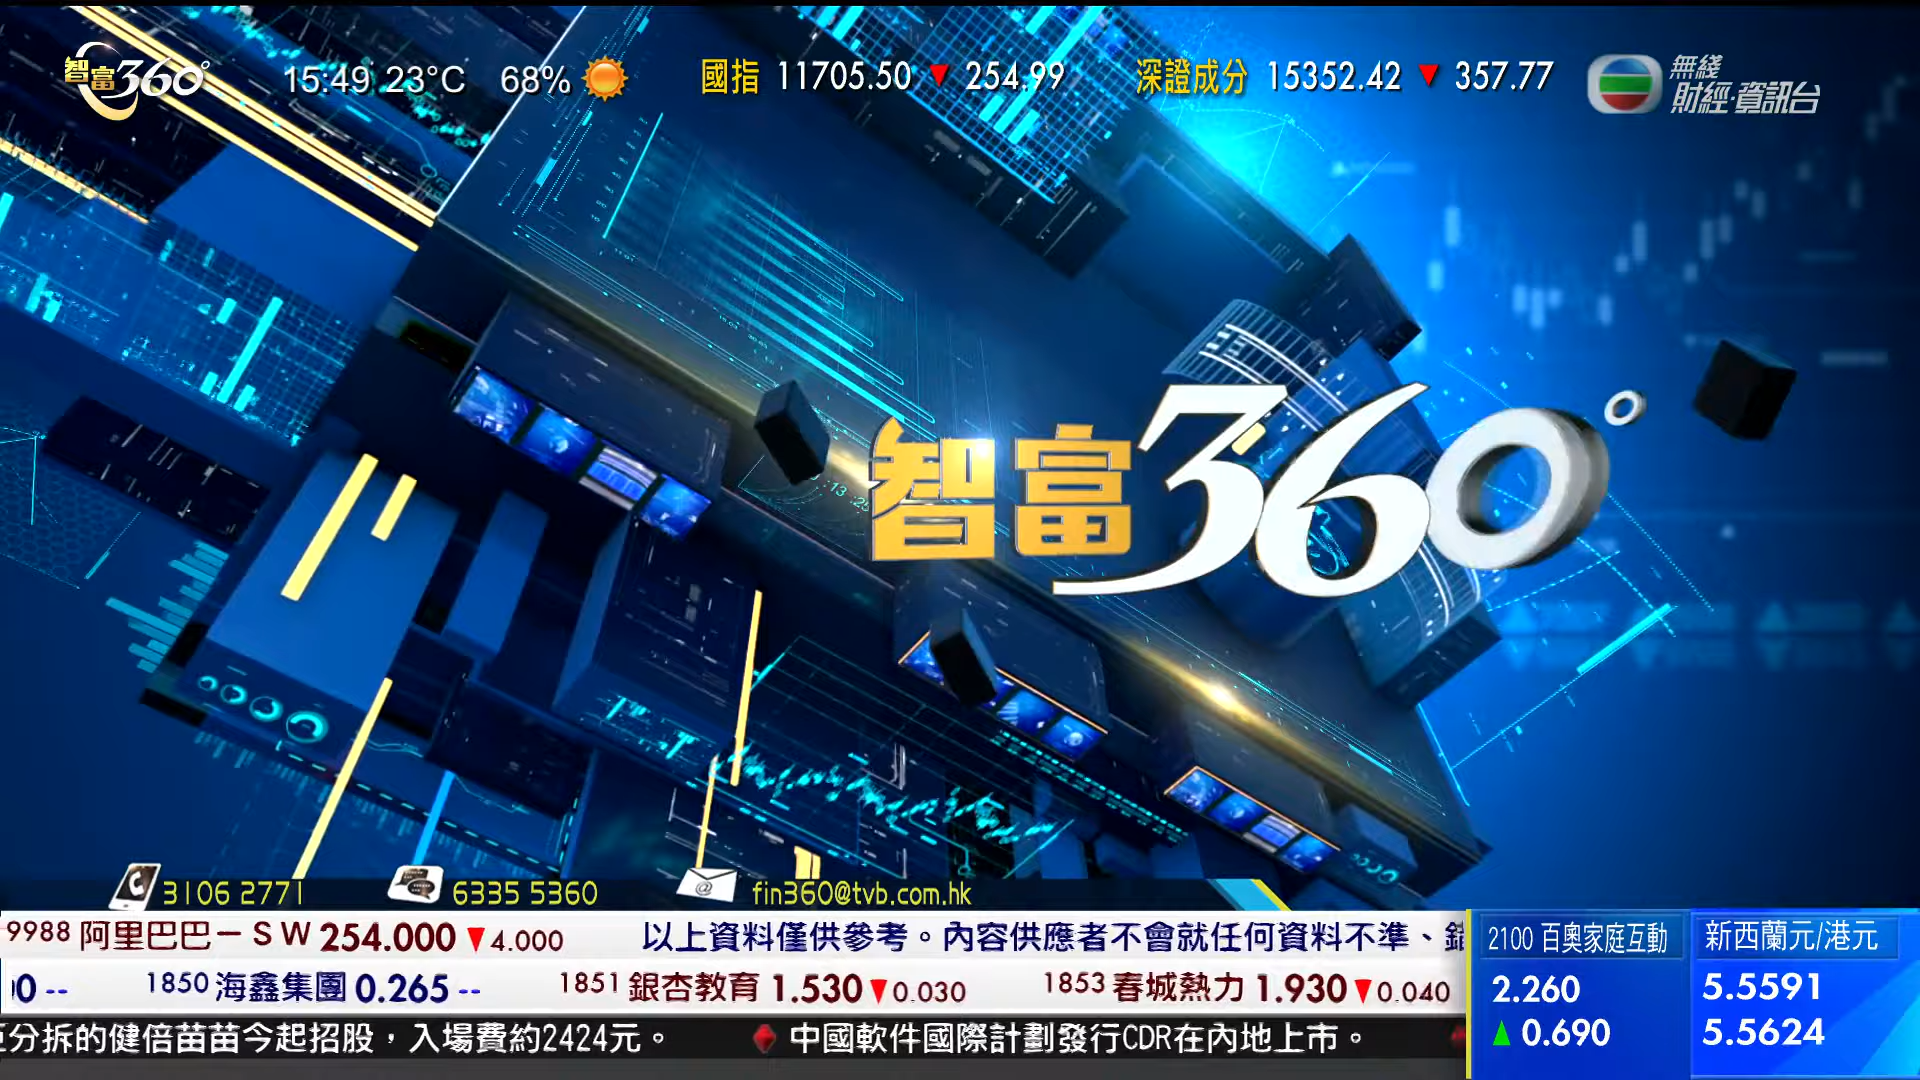 智富360°
15:49 23°C 68%
國指 11705.50 ▼ 254.99
深證成分 15352.42 ▼ 357.77
無綫
財經·資訊台
智富360°
3106 2771
6335 5360
fin360@tvb.com.hk
9988 阿里巴巴－ＳＷ 254.000 ▼4.000 以上資料僅供參考。內容供應者不會就任何資料不準、
0 -- 1850 海鑫集團 0.265 -- 1851 銀杏教育 1.530 ▼0.030 1853 春城熱力 1.930 ▼0.040
分拆的健倍苗苗今起招股，入場費約2424元。 中國軟件國際計劃發行CDR在內地上市。
2100 百奧家庭互動
2.260
▲ 0.690
新西蘭元/港元
5.5591
5.5624